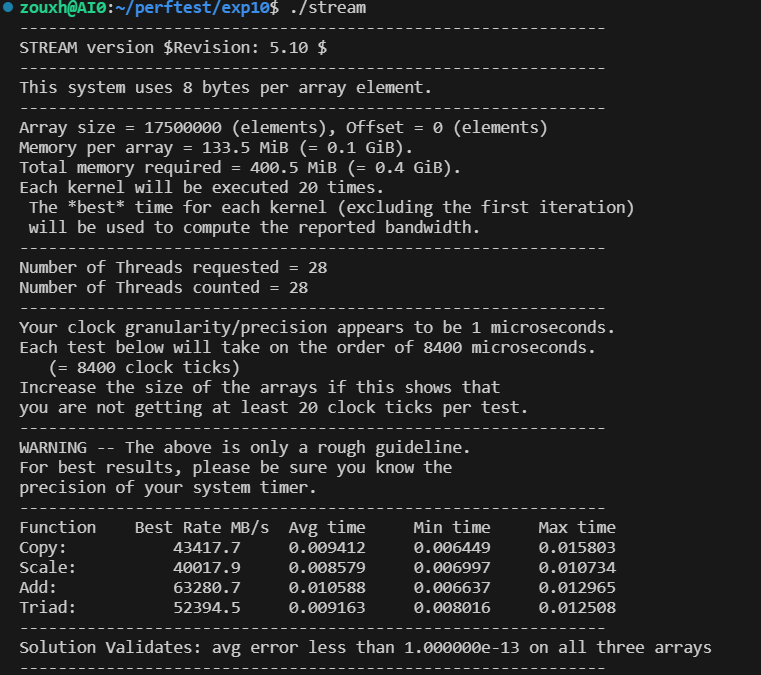 zouxh@AI0:~/perftest/exp10$ ./stream
-------------------------------------------------------------
STREAM version $Revision: 5.10 $
-------------------------------------------------------------
This system uses 8 bytes per array element.
-------------------------------------------------------------
Array size = 17500000 (elements), Offset = 0 (elements)
Memory per array = 133.5 MiB (= 0.1 GiB).
Total memory required = 400.5 MiB (= 0.4 GiB).
Each kernel will be executed 20 times.
 The *best* time for each kernel (excluding the first iteration)
 will be used to compute the reported bandwidth.
-------------------------------------------------------------
Number of Threads requested = 28
Number of Threads counted = 28
-------------------------------------------------------------
Your clock granularity/precision appears to be 1 microseconds.
Each test below will take on the order of 8400 microseconds.
   (= 8400 clock ticks)
Increase the size of the arrays if this shows that
you are not getting at least 20 clock ticks per test.
-------------------------------------------------------------
WARNING -- The above is only a rough guideline.
For best results, please be sure you know the
precision of your system timer.
-------------------------------------------------------------
Function    Best Rate MB/s  Avg time     Min time     Max time
Copy:           43417.7     0.009412     0.006449     0.015803
Scale:          40017.9     0.008579     0.006997     0.010734
Add:            63280.7     0.010588     0.006637     0.012965
Triad:          52394.5     0.009163     0.008016     0.012508
-------------------------------------------------------------
Solution Validates: avg error less than 1.000000e-13 on all three arrays
-------------------------------------------------------------